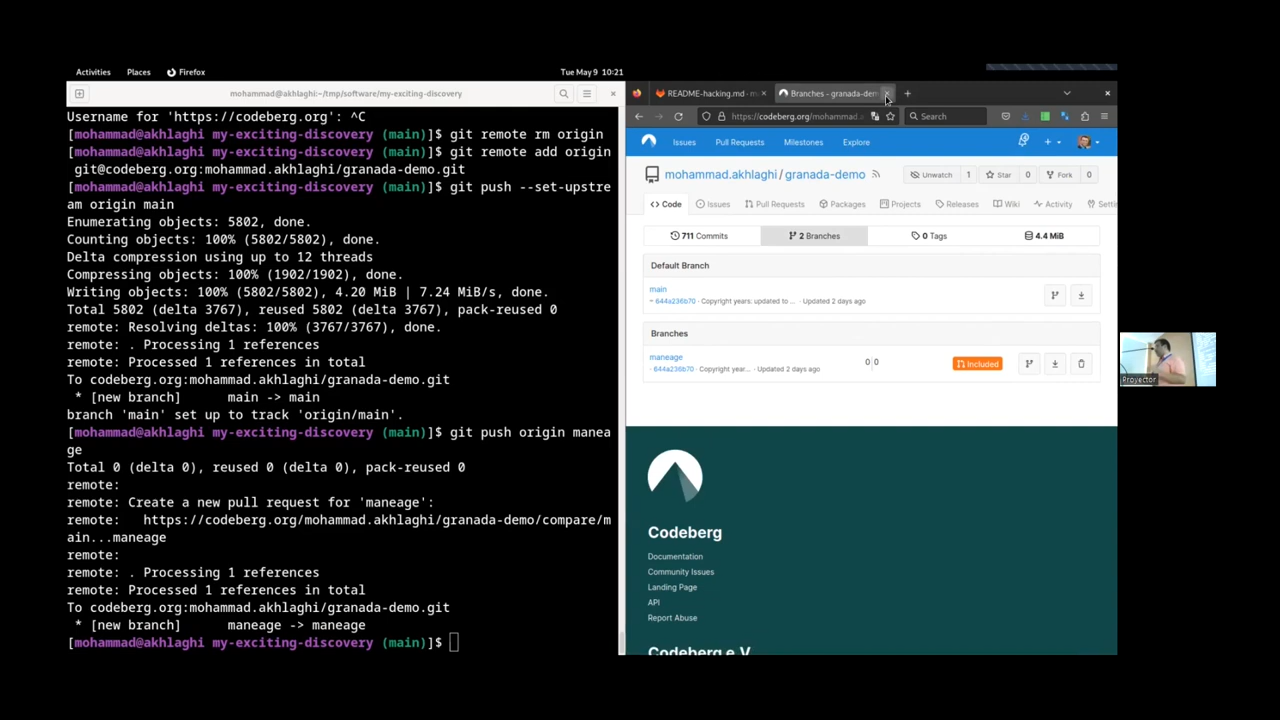 Activities Places Firefox Tue May 9 10:21
mohammad@akhlaghi:~/tmp/software/my-exciting-discovery
Username for 'https://codeberg.org': ^C
[mohammad@akhlaghi my-exciting-discovery (main)]$ git remote rm origin
[mohammad@akhlaghi my-exciting-discovery (main)]$ git remote add origin
git@codeberg.org:mohammad.akhlaghi/granada-demo.git
[mohammad@akhlaghi my-exciting-discovery (main)]$ git push --set-upstre
am origin main
Enumerating objects: 5802, done.
Counting objects: 100% (5802/5802), done.
Delta compression using up to 12 threads
Compressing objects: 100% (1902/1902), done.
Writing objects: 100% (5802/5802), 4.20 MiB | 7.24 MiB/s, done.
Total 5802 (delta 3767), reused 5802 (delta 3767), pack-reused 0
remote: Resolving deltas: 100% (3767/3767), done.
remote: . Processing 1 references
remote: Processed 1 references in total
To codeberg.org:mohammad.akhlaghi/granada-demo.git
* [new branch] main -> main
branch 'main' set up to track 'origin/main'.
[mohammad@akhlaghi my-exciting-discovery (main)]$ git push origin manea
ge
Total 0 (delta 0), reused 0 (delta 0), pack-reused 0
remote:
remote: Create a new pull request for 'maneage':
remote: https://codeberg.org/mohammad.akhlaghi/granada-demo/compare/m
ain...maneage
remote:
remote: . Processing 1 references
remote: Processed 1 references in total
To codeberg.org:mohammad.akhlaghi/granada-demo.git
* [new branch] maneage -> maneage
[mohammad@akhlaghi my-exciting-discovery (main)]$
README-hacking.md - m Branches - granada-dem
https://codeberg.org/mohammad.a Search
Issues Pull Requests Milestones Explore
mohammad.akhlaghi/granada-demo Unwatch 1 Star 0 Fork 0
Code Issues Pull Requests Packages Projects Releases Wiki Activity Setti
711 Commits 2 Branches 0 Tags 4.4 MiB
Default Branch
main
644a236b70 · Copyright years: updated to ... · Updated 2 days ago
Branches
maneage 0 0 Included
644a236b70 · Copyright year... · Updated 2 days ago
Codeberg
Documentation
Community Issues
Landing Page
API
Report Abuse
Codeberg e.V.
Proyector